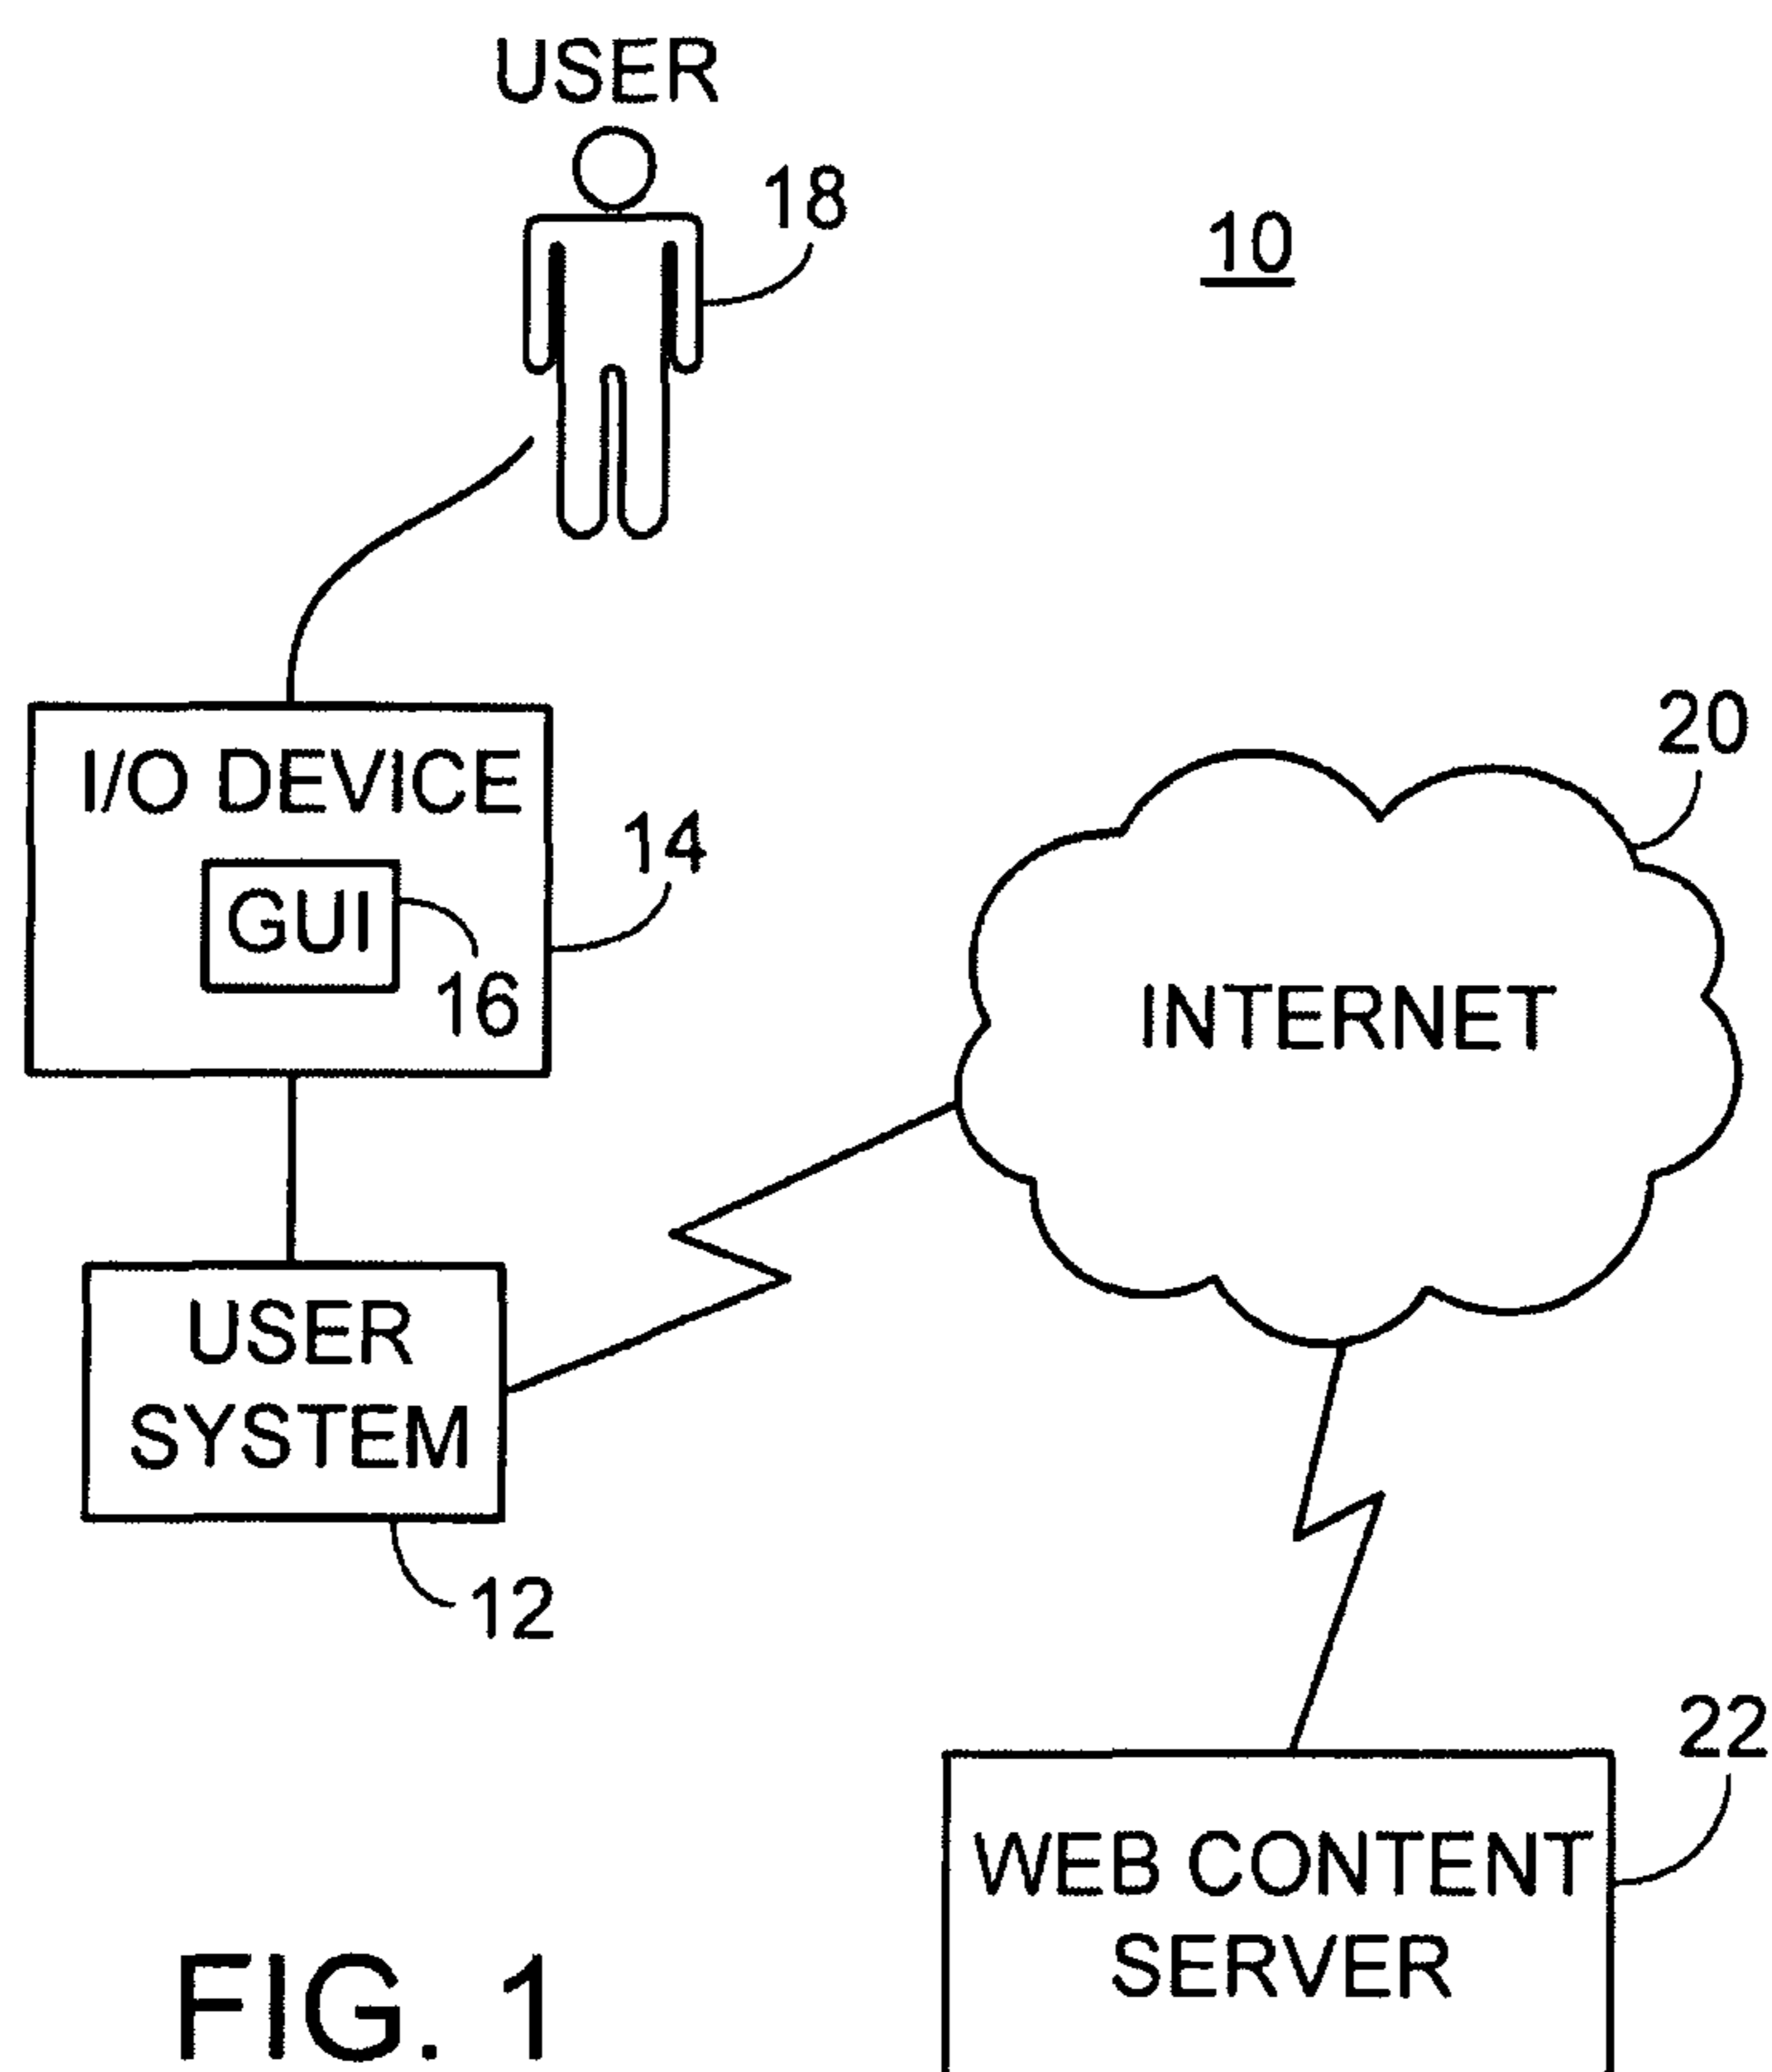 USER
18
10
I/O DEVICE
14
GUI
16
20
INTERNET
USER
SYSTEM
12
22
WEB CONTENT
SERVER
FIG. 1